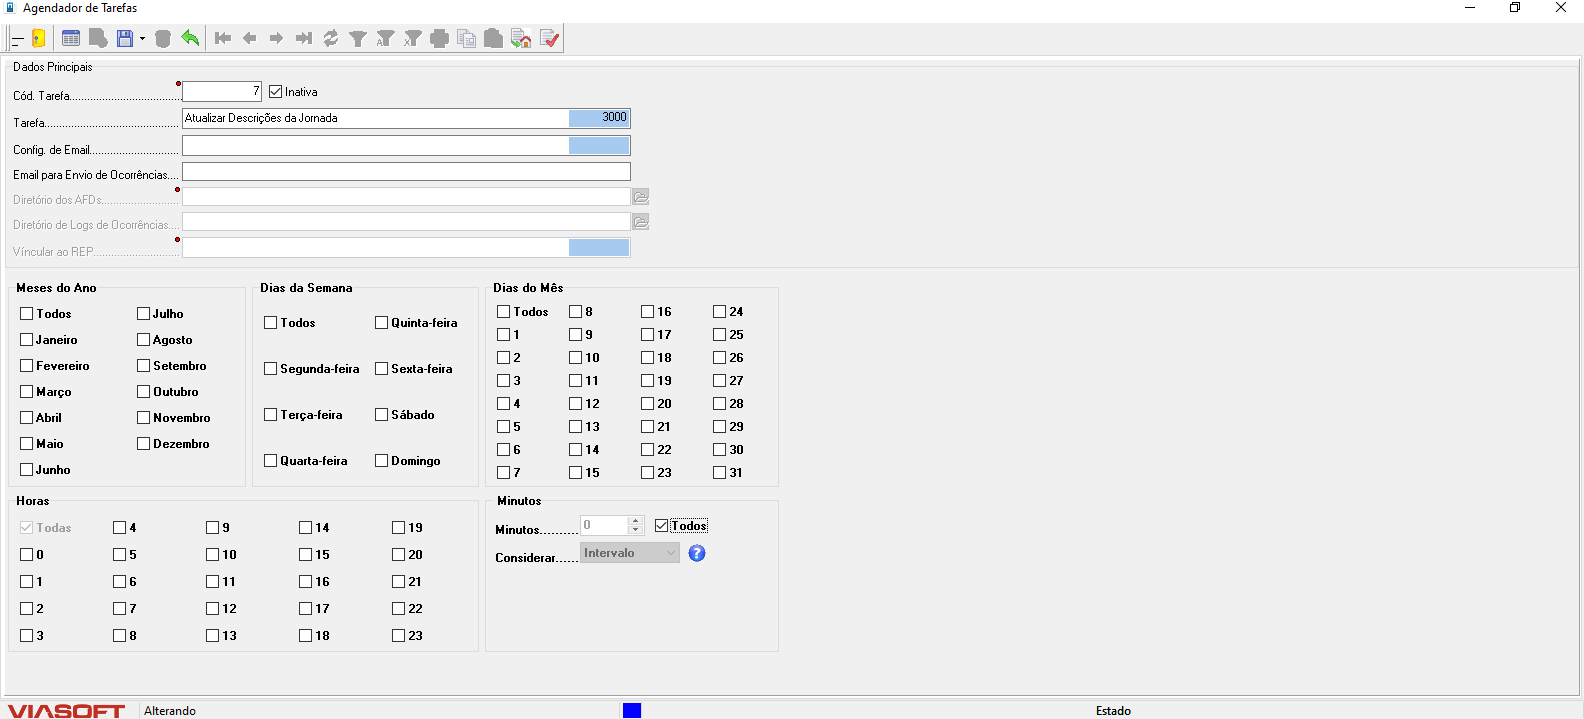 Agendador de Tarefas
Dados Principais
Cód. Tarefa 7 Inativa
Tarefa Atualizar Descrições da Jornada 3000
Config. de Email
Email para Envio de Ocorrências
Diretório dos AFDs
Diretório de Logs de Ocorrências
Víncular ao REP
Meses do Ano
Todos Julho
Janeiro Agosto
Fevereiro Setembro
Março Outubro
Abril Novembro
Maio Dezembro
Junho
Dias da Semana
Todos Quinta-feira
Segunda-feira Sexta-feira
Terça-feira Sábado
Quarta-feira Domingo
Dias do Mês
Todos 8 16 24
1 9 17 25
2 10 18 26
3 11 19 27
4 12 20 28
5 13 21 29
6 14 22 30
7 15 23 31
Horas
Todas 4 9 14 19
0 5 10 15 20
1 6 11 16 21
2 7 12 17 22
3 8 13 18 23
Minutos
Minutos 0 Todos
Considerar Intervalo ?
VIASOFT Alterando Estado